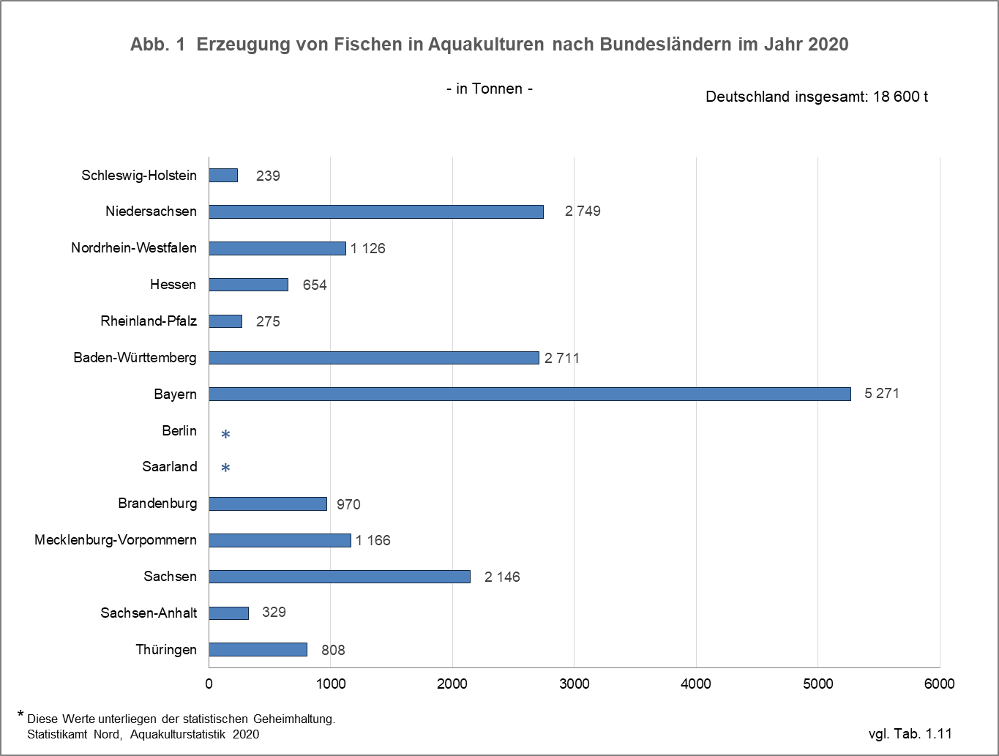 Abb. 1 Erzeugung von Fischen in Aquakulturen nach Bundesländern im Jahr 2020
- in Tonnen -
Deutschland insgesamt: 18 600 t
Schleswig-Holstein 239
Niedersachsen 2 749
Nordrhein-Westfalen 1 126
Hessen 654
Rheinland-Pfalz 275
Baden-Württemberg 2 711
Bayern 5 271
Berlin *
Saarland *
Brandenburg 970
Mecklenburg-Vorpommern 1 166
Sachsen 2 146
Sachsen-Anhalt 329
Thüringen 808
0 1000 2000 3000 4000 5000 6000
* Diese Werte unterliegen der statistischen Geheimhaltung.
Statistikamt Nord, Aquakulturstatistik 2020
vgl. Tab. 1.11